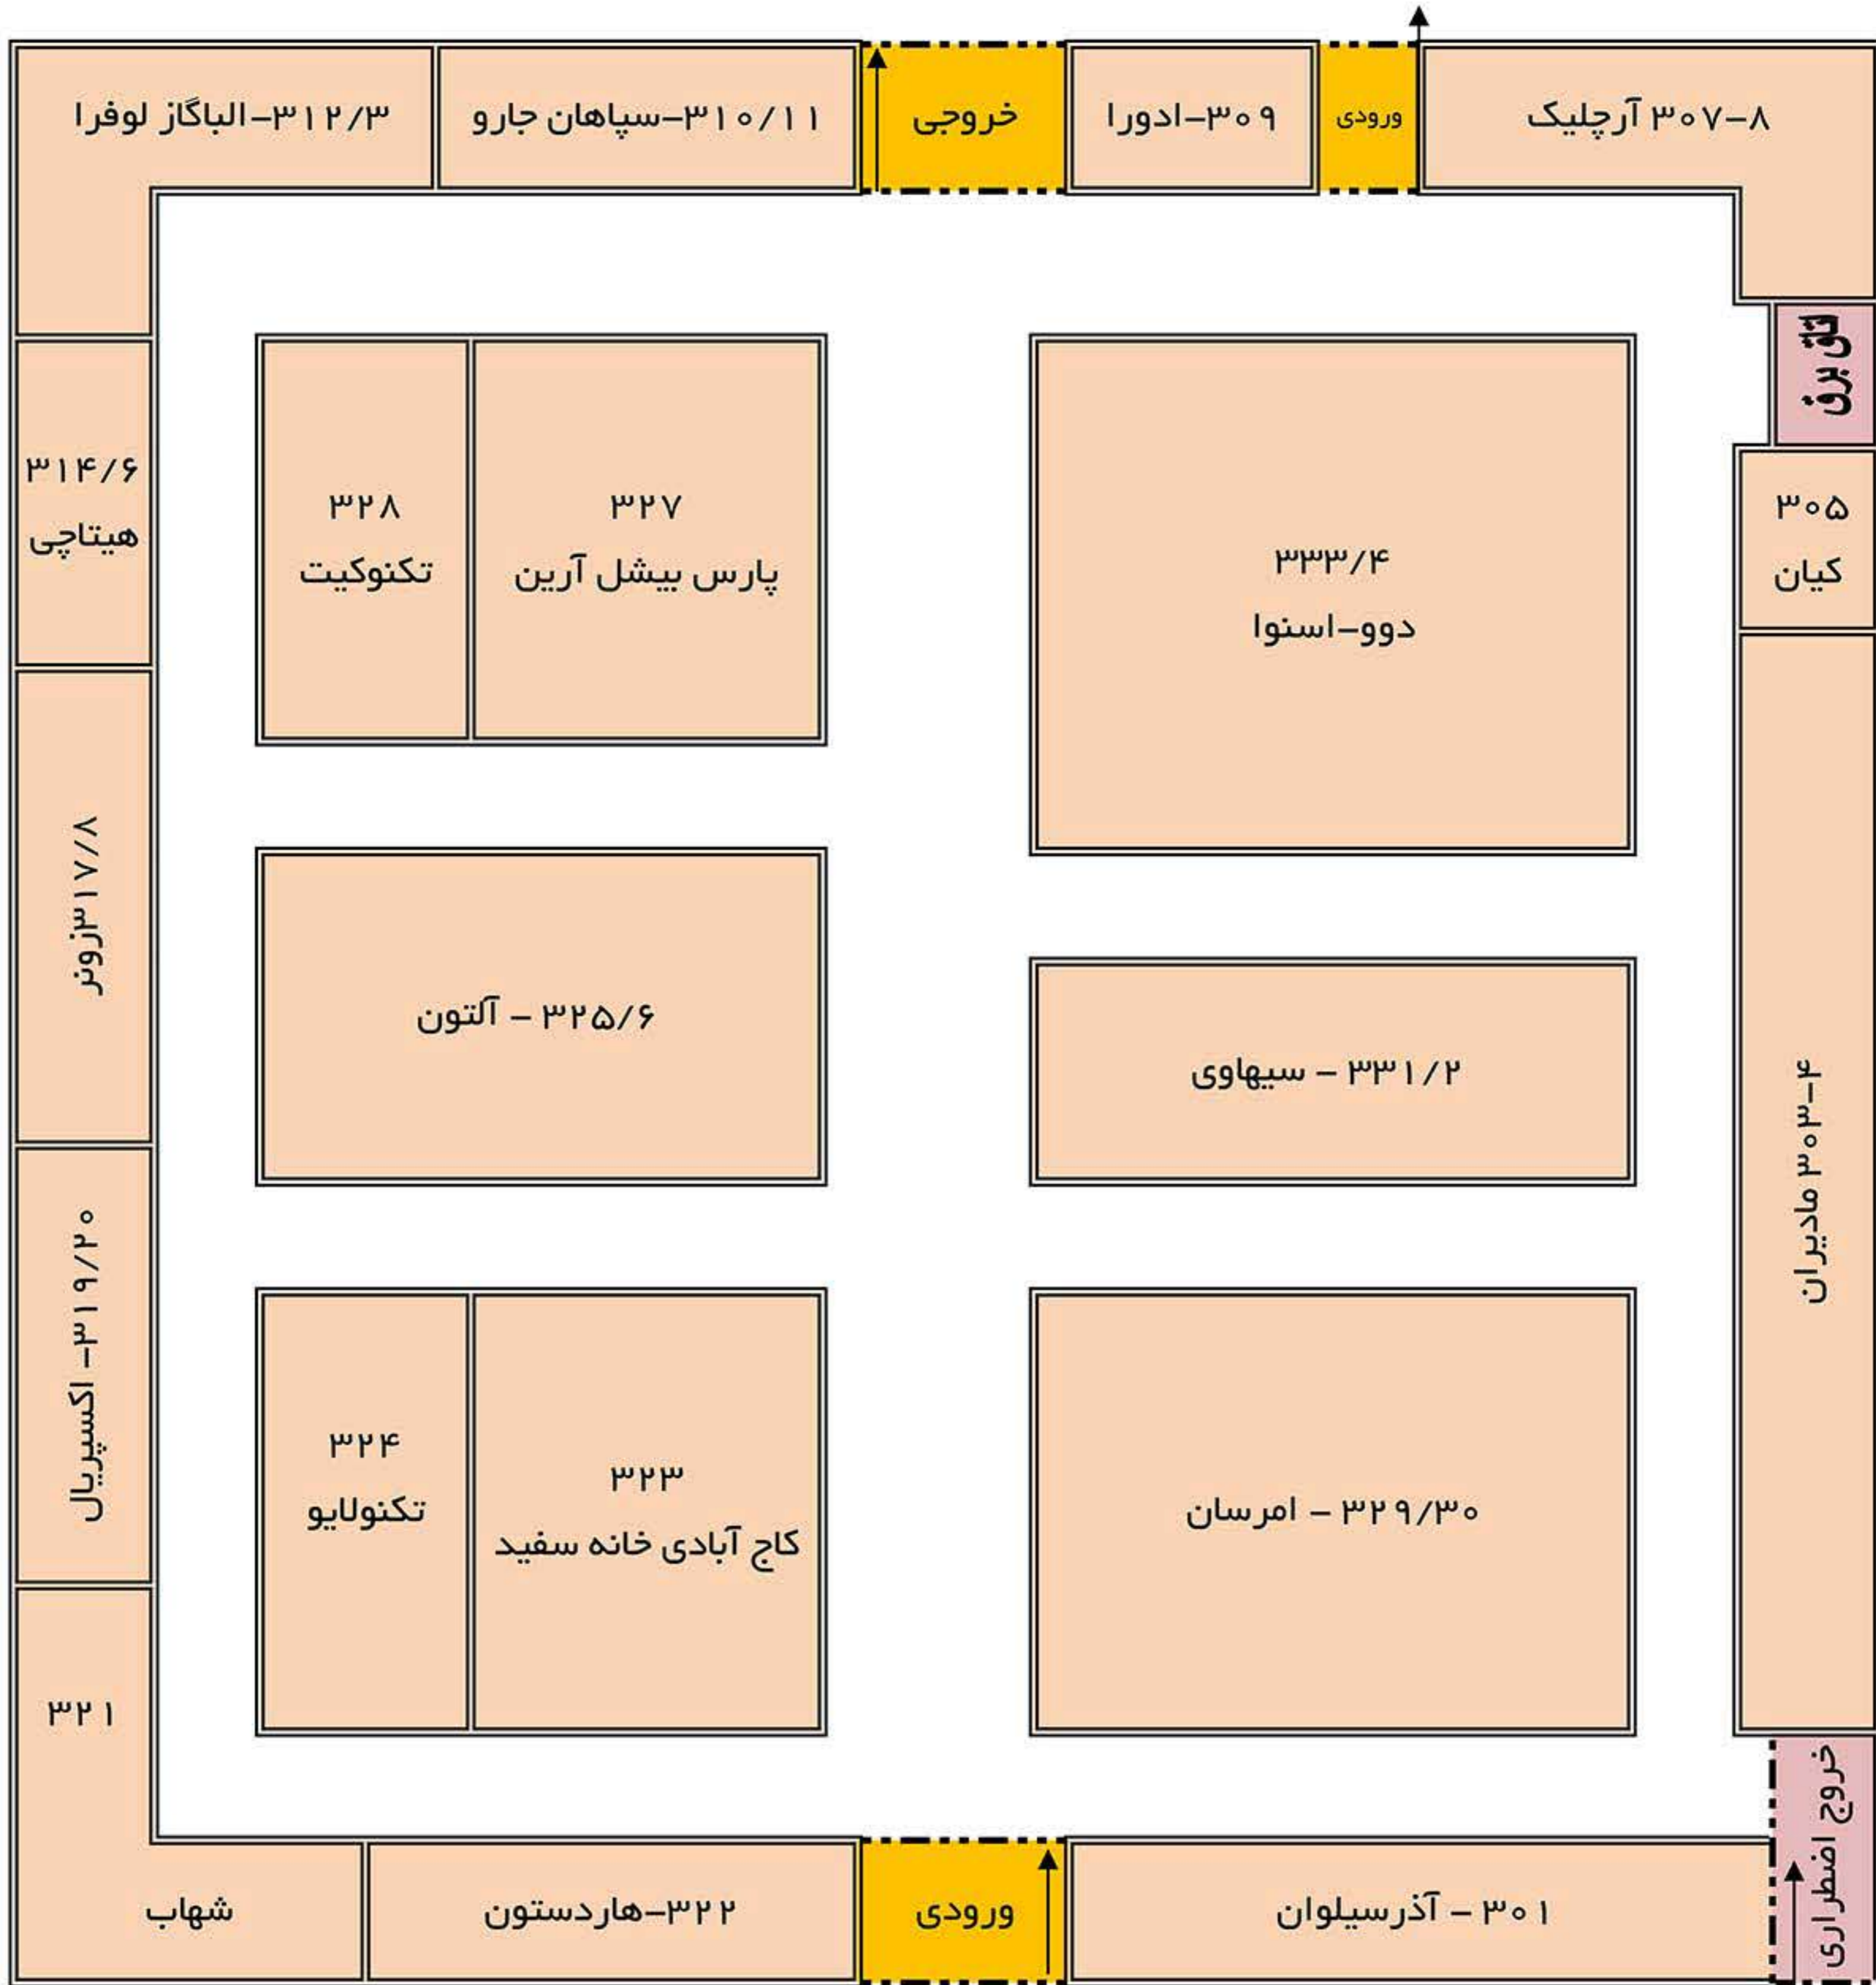 ۳۰۷-۸ آرچلیک
ورودی
۳۰۹-ادورا
خروجی
۳۱۰/۱۱-سپاهان جارو
۳۱۲/۳-الباگاز لوفرا
اتاق برق
۳۰۵
کیان
۳۳۳/۴
دوو-اسنوا
۳۲۷
پارس بیشل آرین
۳۲۸
تکنوکیت
۳۱۴/۶
هیتاچی
۳۰۳-۴ مادیران
۳۳۱/۲ - سیهاوی
۳۲۵/۶ - آلتون
۳۱۷/۸زونر
۳۲۹/۳۰ - امرسان
۳۲۳
کاج آبادی خانه سفید
۳۲۴
تکنولایو
۳۱۹/۲۰- اکسپریال
۳۲۱
شهاب
خروج اضطراری
۳۰۱ - آذرسیلوان
ورودی
۳۲۲-هاردستون